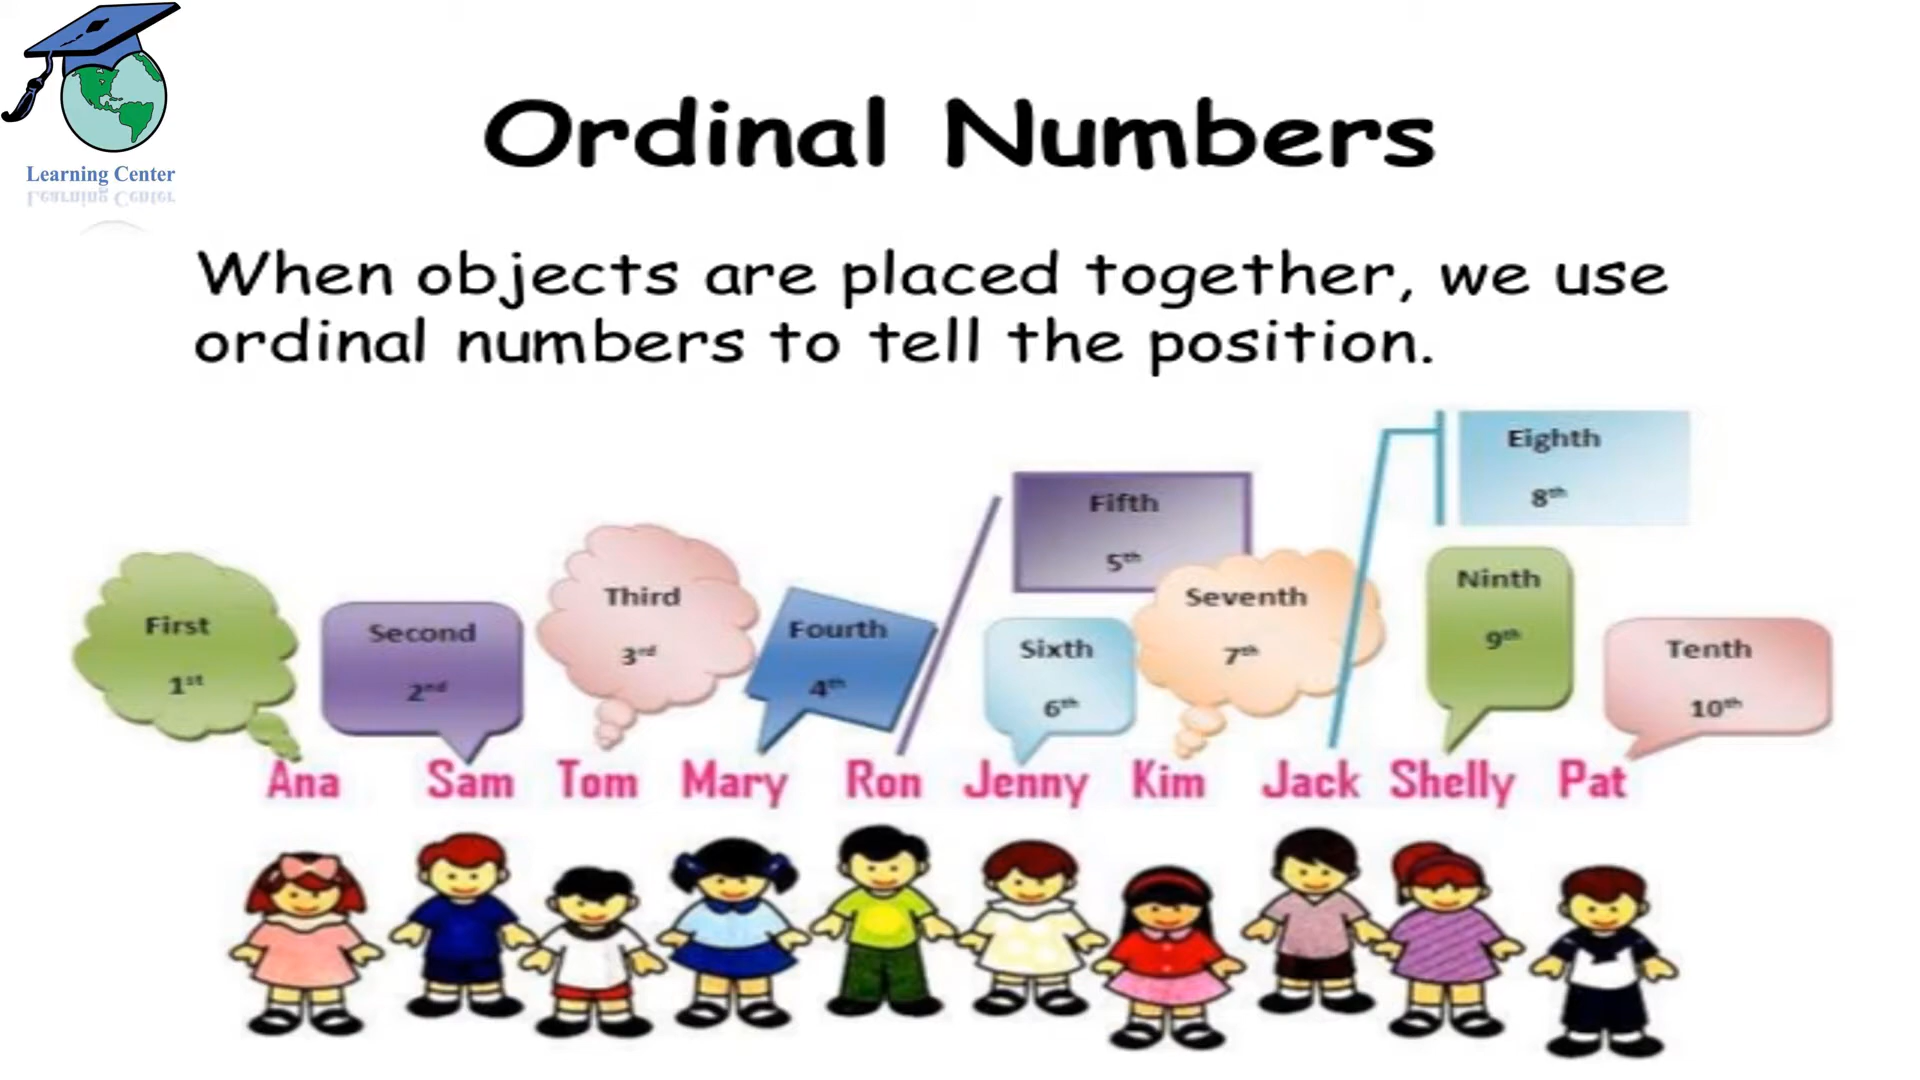 Learning Center
Ordinal Numbers
When objects are placed together, we use
ordinal numbers to tell the position.
First
1st
Second
2nd
Third
3rd
Fourth
4th
Fifth
5th
Sixth
6th
Seventh
7th
Eighth
8th
Ninth
9th
Tenth
10th
Ana Sam Tom Mary Ron Jenny Kim Jack Shelly Pat